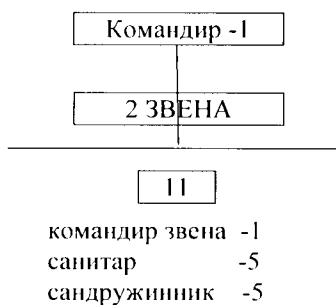 Командир -1
2 ЗВЕНА
11
командир звена -1
санитар -5
сандружинник -5